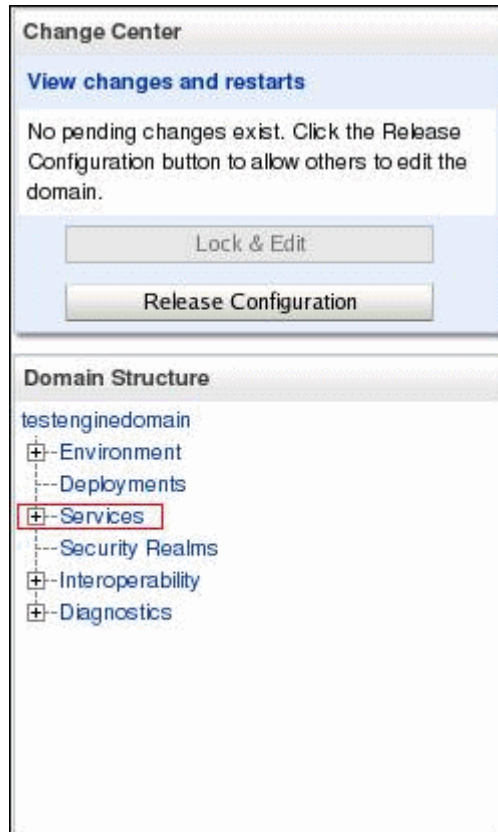 Change Center
View changes and restarts
No pending changes exist. Click the Release
Configuration button to allow others to edit the
domain.
Lock & Edit
Release Configuration
Domain Structure
testenginedomain
Environment
Deployments
Services
Security Realms
Interoperability
Diagnostics